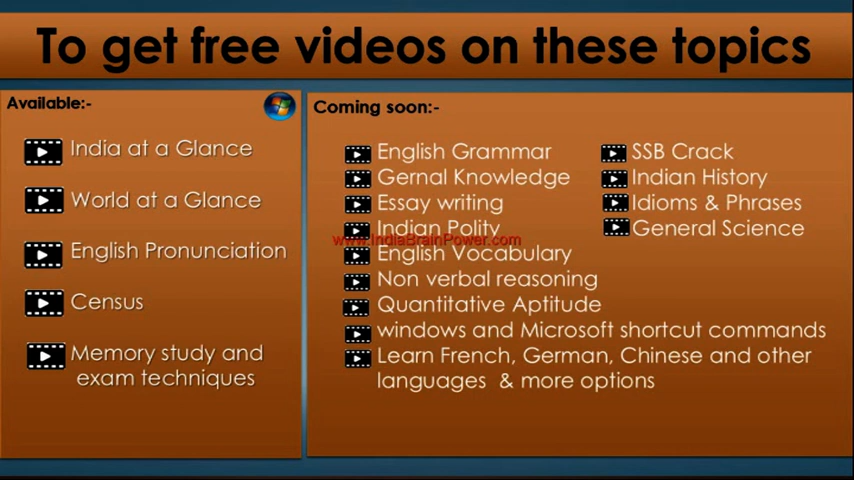 To get free videos on these topics
Available:-
India at a Glance
World at a Glance
English Pronunciation
Census
Memory study and
exam techniques
Coming soon:-
English Grammar
Gernal Knowledge
Essay writing
Indian Polity
www.IndiaBrainPower.com
English Vocabulary
Non verbal reasoning
Quantitative Aptitude
windows and Microsoft shortcut commands
Learn French, German, Chinese and other
languages & more options
SSB Crack
Indian History
Idioms & Phrases
General Science